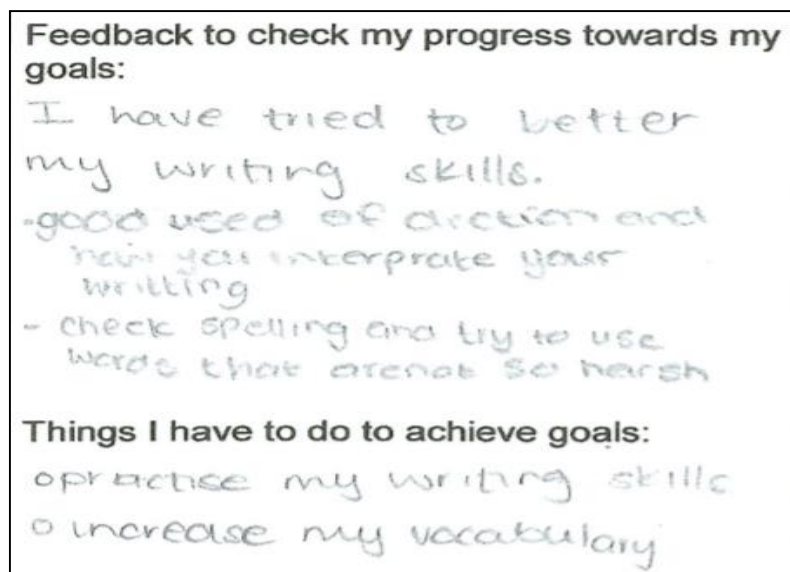 Feedback to check my progress towards my
goals:
I have tried to better
my writing skills.
-good used of diction and
how you interprate your
writting
- check spelling and try to use
words that arenot so harsh
Things I have to do to achieve goals:
o practise my writing skills
o increase my vocabulary